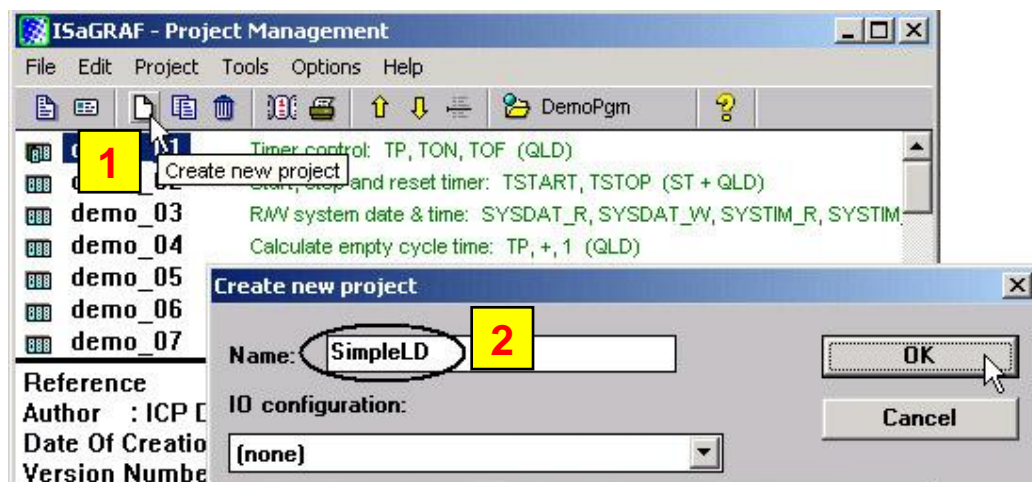 ISaGRAF - Project Management
File Edit Project Tools Options Help
DemoPgm
1
Timer control: TP, TON, TOF (QLD)
Create new project
and reset timer: TSTART, TSTOP (ST + QLD)
demo_03 R/W system date & time: SYSDAT_R, SYSDAT_W, SYSTIM_R, SYSTIM_
demo_04 Calculate empty cycle time: TP, +, 1 (QLD)
demo_05
demo_06
demo_07
Create new project
Name: SimpleLD
2
OK
IO configuration:
Cancel
(none)
Reference
Author : ICP D
Date Of Creatio
Version Numbe